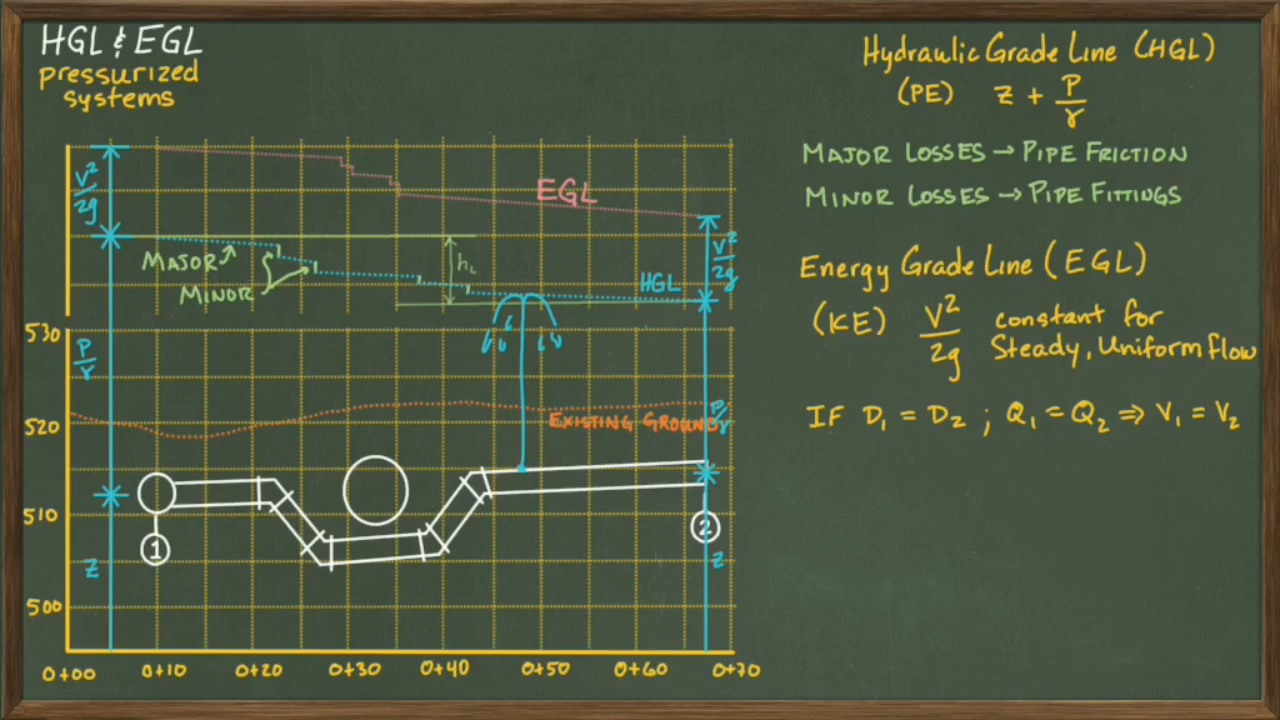 HGL & EGL
pressurized
systems
V²/2g
EGL
MAJOR
MINOR
h_L
HGL
V²/2g
530
P/γ
520
EXISTING GROUND
P/γ
510
1
2
Z
Z
500
0+00 0+10 0+20 0+30 0+40 0+50 0+60 0+70
Hydraulic Grade Line (HGL)
(PE) Z + P/γ
MAJOR LOSSES → PIPE FRICTION
MINOR LOSSES → PIPE FITTINGS
Energy Grade Line (EGL)
(KE) V²/2g constant for
Steady, Uniform flow
IF D₁ = D₂ ; Q₁ = Q₂ ⇒ V₁ = V₂